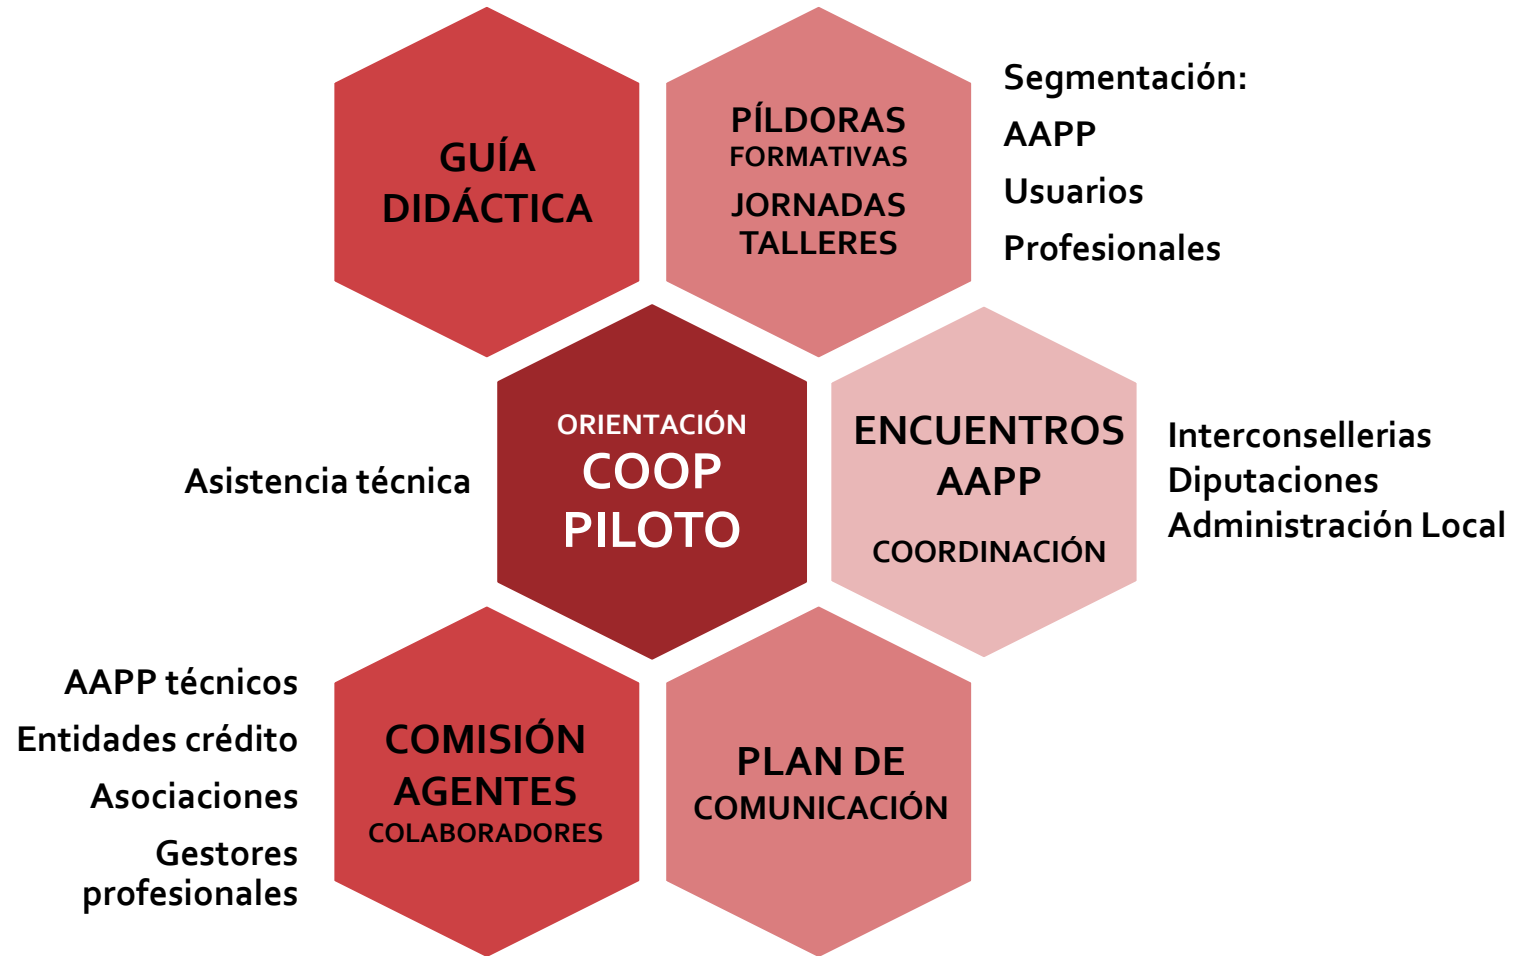 GUÍA
DIDÁCTICA
PÍLDORAS
FORMATIVAS
JORNADAS
TALLERES
Segmentación:
AAPP
Usuarios
Profesionales
Asistencia técnica
ORIENTACIÓN
COOP
PILOTO
ENCUENTROS
AAPP
COORDINACIÓN
Interconsellerias
Diputaciones
Administración Local
AAPP técnicos
Entidades crédito
Asociaciones
Gestores
profesionales
COMISIÓN
AGENTES
COLABORADORES
PLAN DE
COMUNICACIÓN